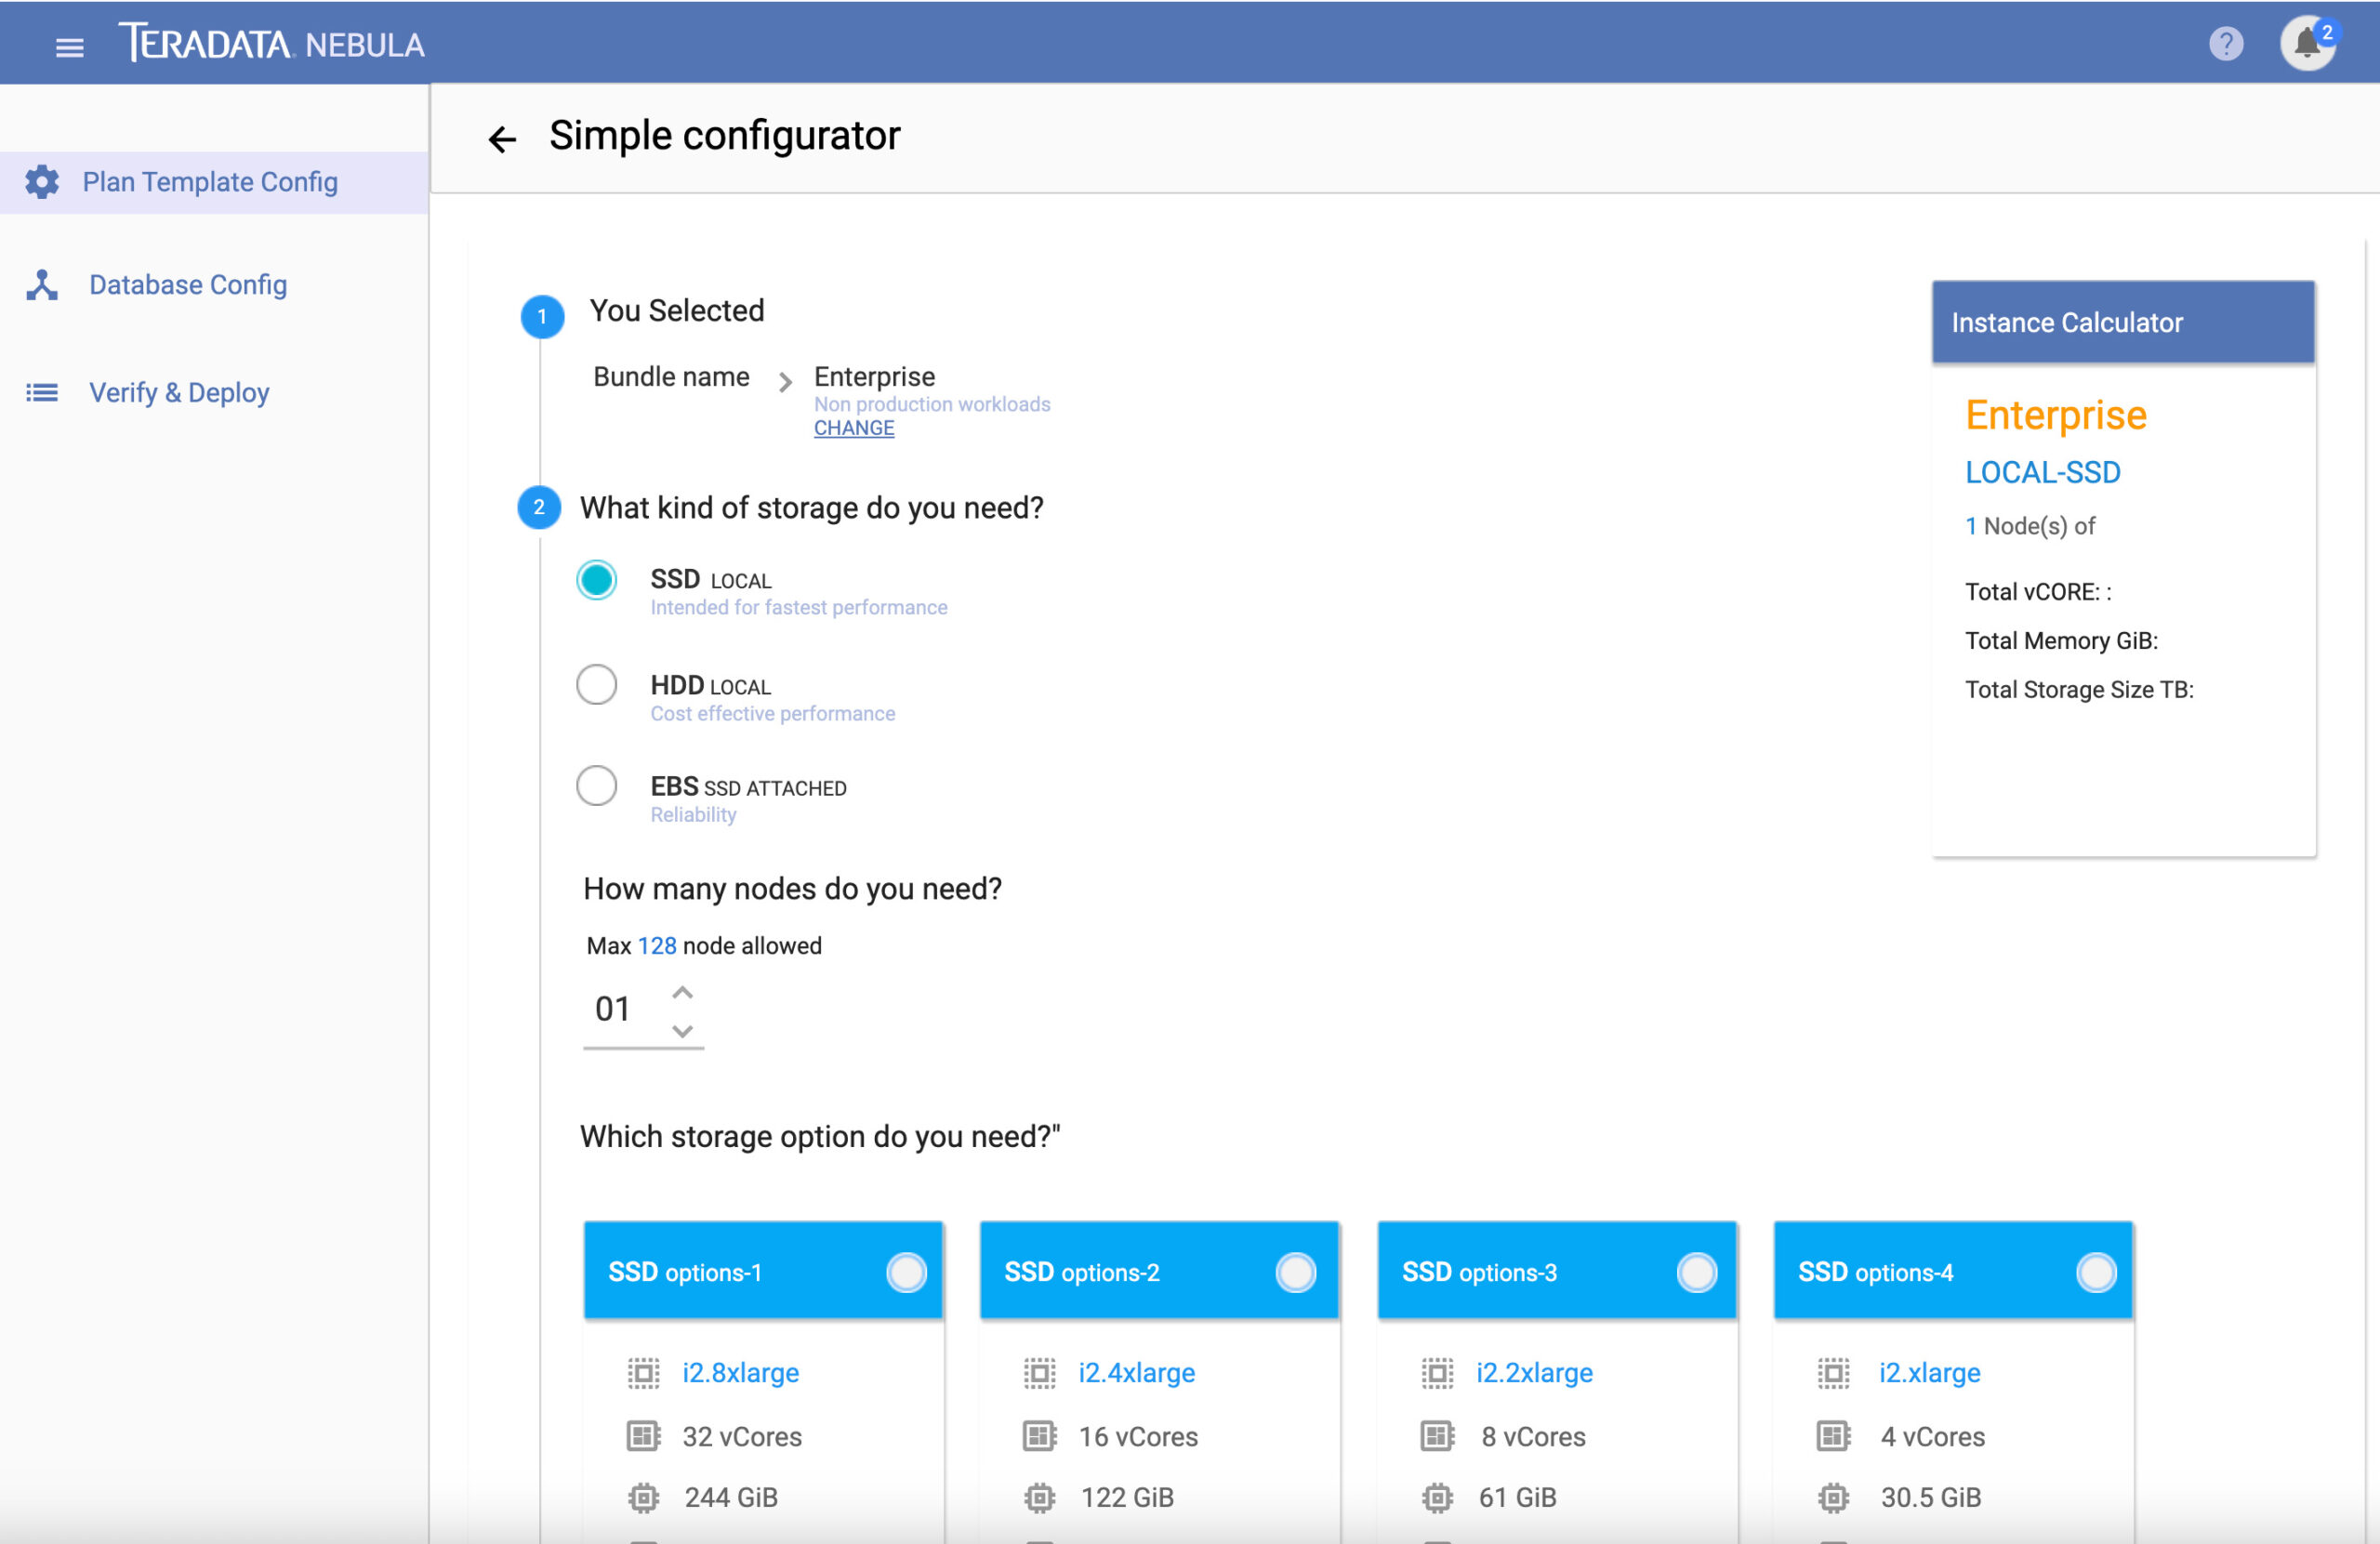 TERADATA. NEBULA
?
2
Plan Template Config
Database Config
Verify & Deploy
Simple configurator
1
You Selected
Bundle name
Enterprise
Non production workloads
CHANGE
2
What kind of storage do you need?
SSD LOCAL
Intended for fastest performance
HDD LOCAL
Cost effective performance
EBS SSD ATTACHED
Reliability
How many nodes do you need?
Max 128 node allowed
01
Which storage option do you need?"
SSD options-1
i2.8xlarge
32 vCores
244 GiB
SSD options-2
i2.4xlarge
16 vCores
122 GiB
SSD options-3
i2.2xlarge
8 vCores
61 GiB
SSD options-4
i2.xlarge
4 vCores
30.5 GiB
Instance Calculator
Enterprise
LOCAL-SSD
1 Node(s) of
Total vCORE: :
Total Memory GiB:
Total Storage Size TB: